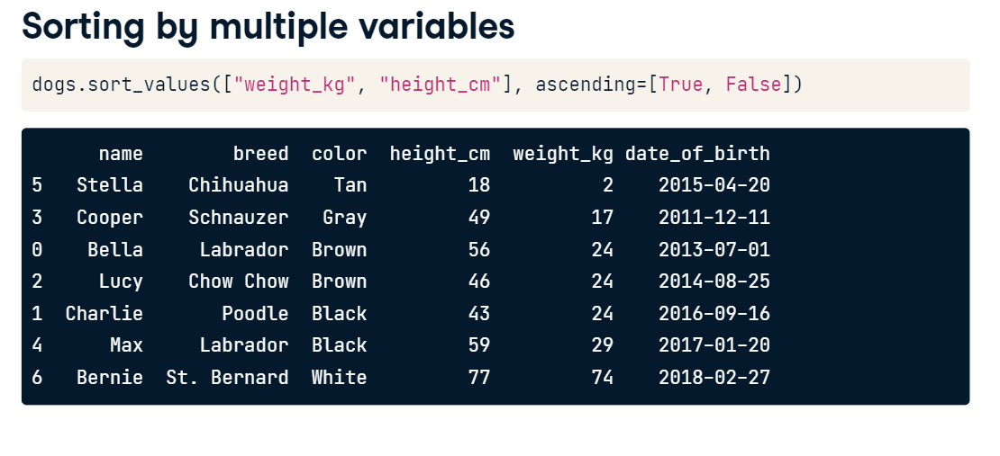 Sorting by multiple variables
dogs.sort_values(["weight_kg", "height_cm"], ascending=[True, False])
name breed color height_cm weight_kg date_of_birth
5 Stella Chihuahua Tan 18 2 2015-04-20
3 Cooper Schnauzer Gray 49 17 2011-12-11
0 Bella Labrador Brown 56 24 2013-07-01
2 Lucy Chow Chow Brown 46 24 2014-08-25
1 Charlie Poodle Black 43 24 2016-09-16
4 Max Labrador Black 59 29 2017-01-20
6 Bernie St. Bernard White 77 74 2018-02-27